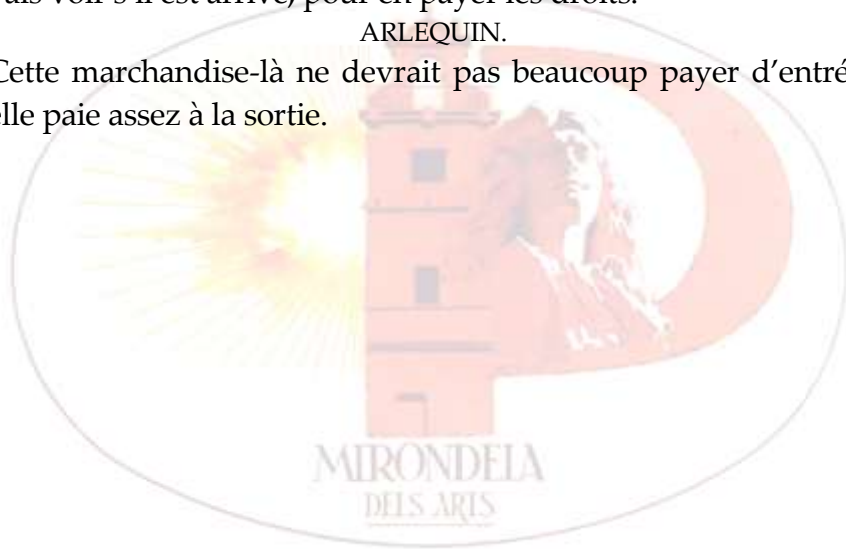 vais voir s'il est arrivé, pour en payer les droits.
ARLEQUIN.
Cette marchandise-là ne devrait pas beaucoup payer d'entré
elle paie assez à la sortie.
MIRONDELA
DELS ARTS